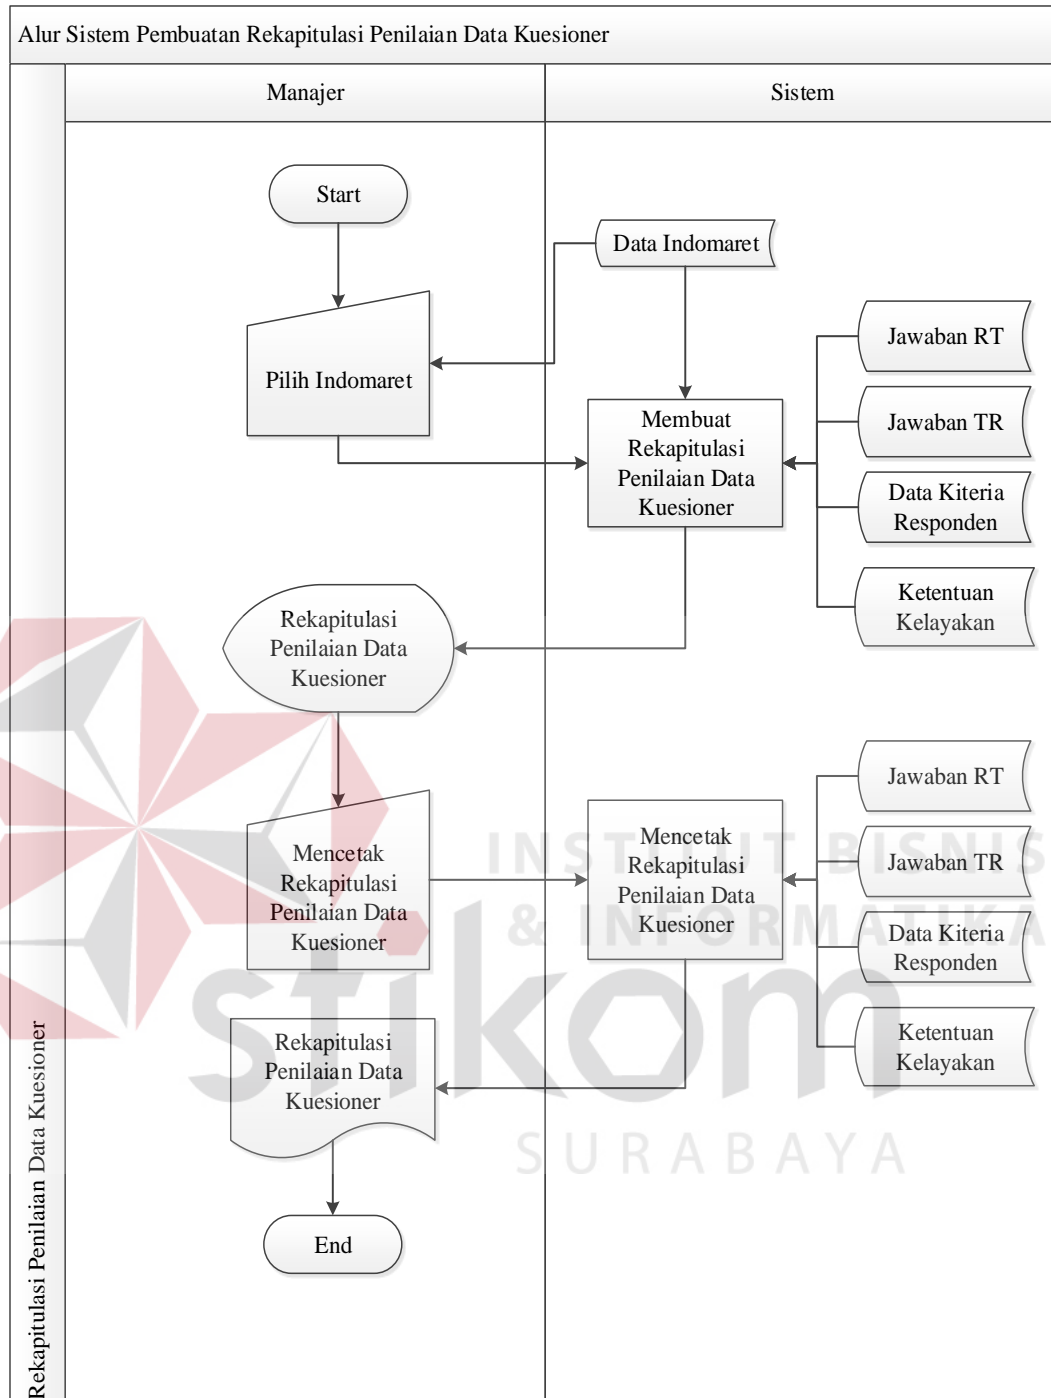 Alur Sistem Pembuatan Rekapitulasi Penilaian Data Kuesioner
Manajer
Sistem
Start
Data Indomaret
Pilih Indomaret
Membuat
Rekapitulasi
Penilaian Data
Kuesioner
Jawaban RT
Jawaban TR
Data Kiteria
Responden
Ketentuan
Kelayakan
Rekapitulasi
Penilaian Data
Kuesioner
Mencetak
Rekapitulasi
Penilaian Data
Kuesioner
Mencetak
Rekapitulasi
Penilaian Data
Kuesioner
Jawaban RT
Jawaban TR
Data Kiteria
Responden
Ketentuan
Kelayakan
Rekapitulasi
Penilaian Data
Kuesioner
End
Rekapitulasi Penilaian Data Kuesioner
INSTITUT BISNIS
& INFORMATIKA
stikom
SURABAYA